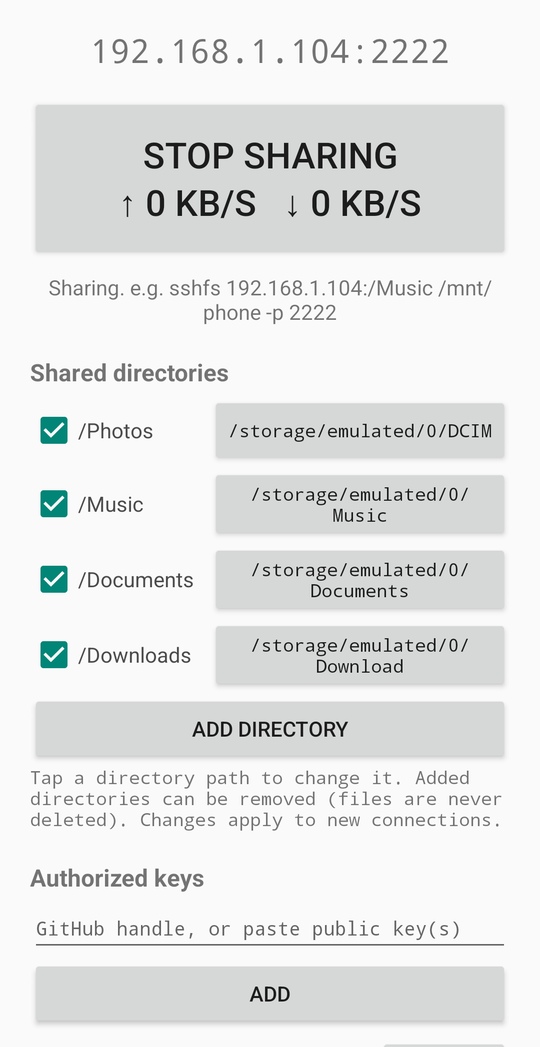 192.168.1.104:2222
STOP SHARING
↑ 0 KB/S ↓ 0 KB/S
Sharing. e.g. sshfs 192.168.1.104:/Music /mnt/
phone -p 2222
Shared directories
/Photos
/storage/emulated/0/DCIM
/Music
/storage/emulated/0/
Music
/Documents
/storage/emulated/0/
Documents
/Downloads
/storage/emulated/0/
Download
ADD DIRECTORY
Tap a directory path to change it. Added
directories can be removed (files are never
deleted). Changes apply to new connections.
Authorized keys
GitHub handle, or paste public key(s)
ADD